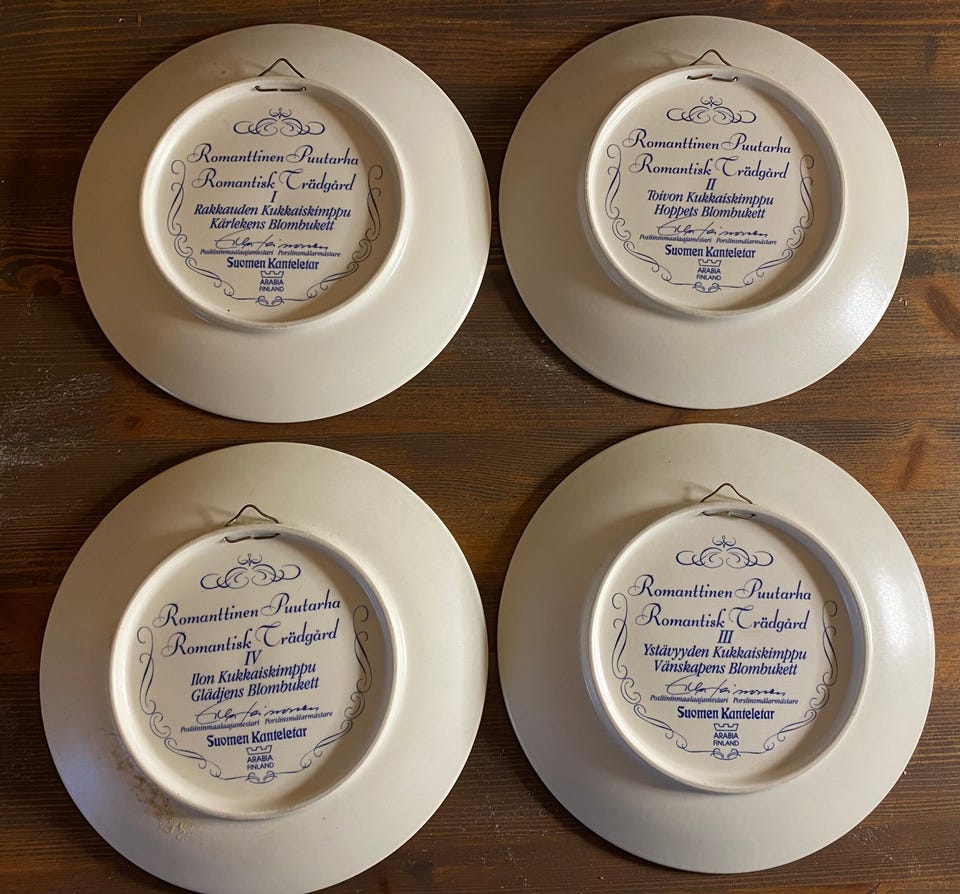 Romanttinen Puutarha
Romantisk Trädgård
I
Rakkauden Kukkaiskimppu
Kärlekens Blombukett
Posliininmaalaajamestari Porslinsmålarmästare
Suomen Kanteletar
ARABIA
FINLAND
Romanttinen Puutarha
Romantisk Trädgård
II
Toivon Kukkaiskimppu
Hoppets Blombukett
Posliininmaalaajamestari Porslinsmålarmästare
Suomen Kanteletar
ARABIA
FINLAND
Romanttinen Puutarha
Romantisk Trädgård
IV
Ilon Kukkaiskimppu
Glädjens Blombukett
Posliininmaalaajamestari Porslinsmålarmästare
Suomen Kanteletar
ARABIA
FINLAND
Romanttinen Puutarha
Romantisk Trädgård
III
Ystävyyden Kukkaiskimppu
Vänskapens Blombukett
Posliininmaalaajamestari Porslinsmålarmästare
Suomen Kanteletar
ARABIA
FINLAND